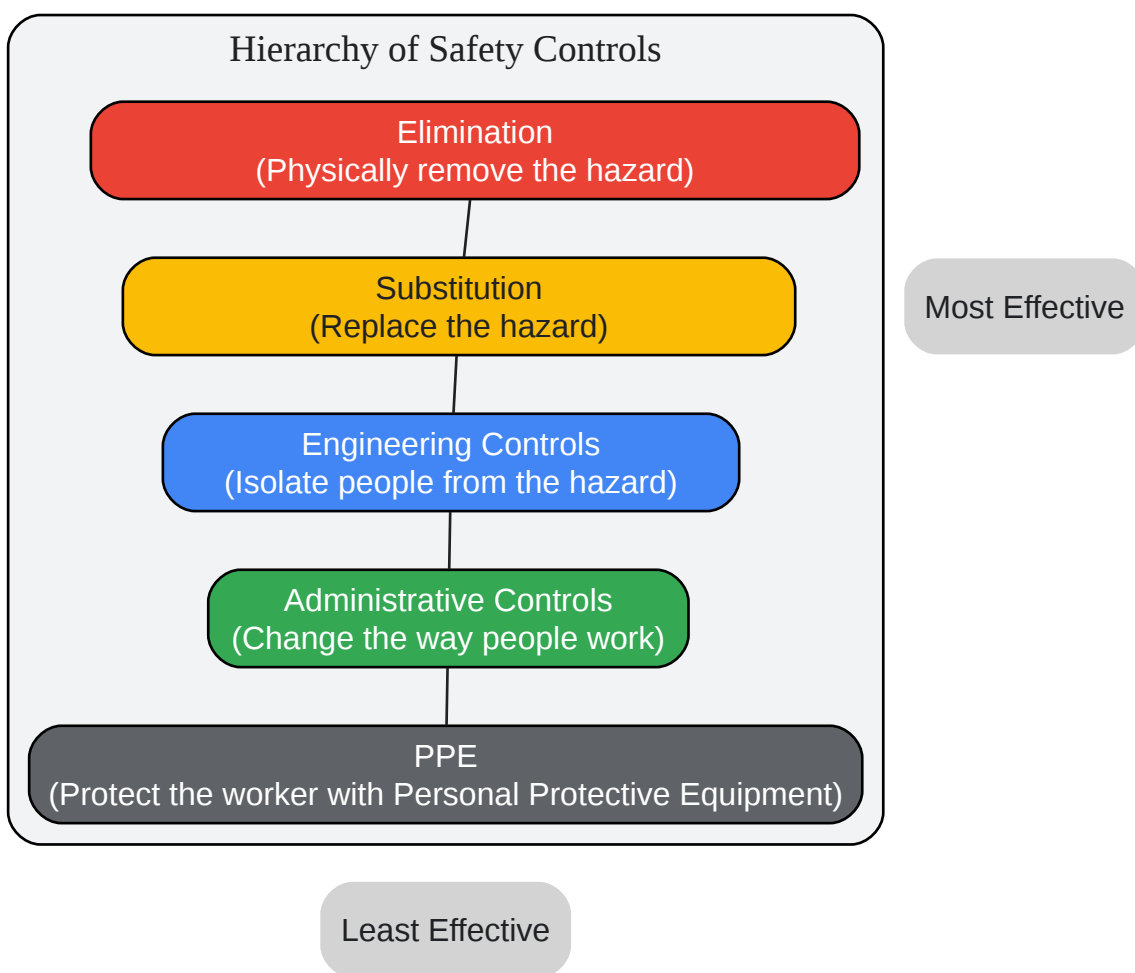 Hierarchy of Safety Controls
Elimination
(Physically remove the hazard)
Substitution
(Replace the hazard)
Most Effective
Engineering Controls
(Isolate people from the hazard)
Administrative Controls
(Change the way people work)
PPE
(Protect the worker with Personal Protective Equipment)
Least Effective